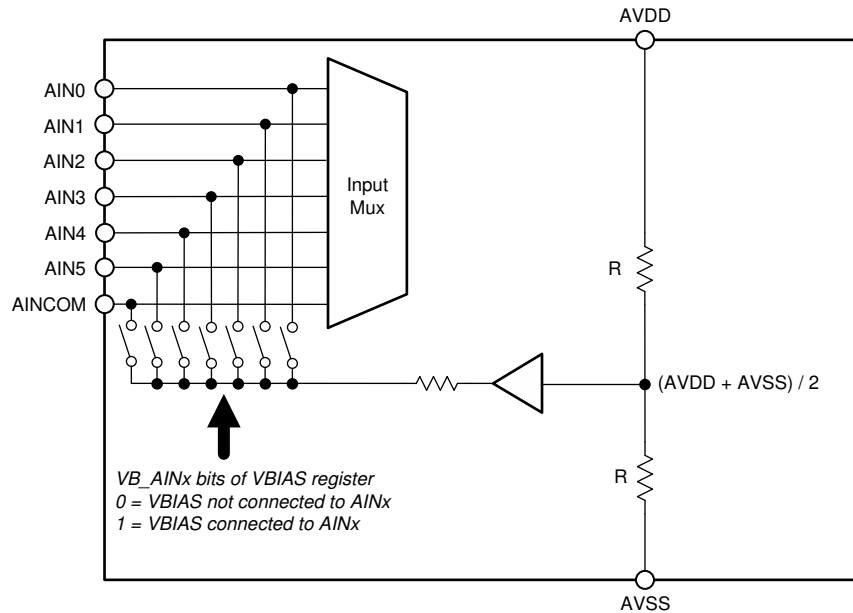 AVDD
AIN0
AIN1
AIN2
AIN3
AIN4
AIN5
AINCOM
Input
Mux
R
(AVDD + AVSS) / 2
R
VB_AINx bits of VBIAS register
0 = VBIAS not connected to AINx
1 = VBIAS connected to AINx
AVSS